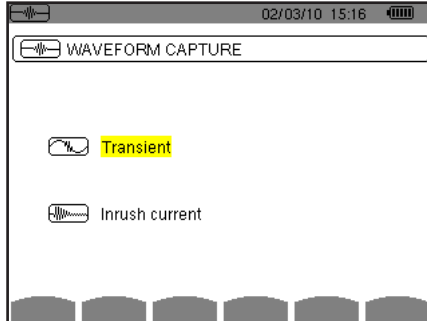 02/03/10 15:16
WAVEFORM CAPTURE
Transient
Inrush current